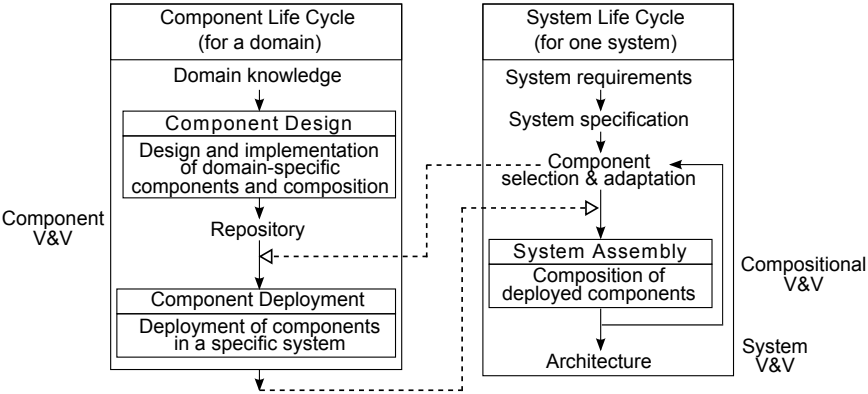 Component Life Cycle
(for a domain)
Domain knowledge
Component Design
Design and implementation
of domain-specific
components and composition
Repository
Component Deployment
Deployment of components
in a specific system
Component
V&V
System Life Cycle
(for one system)
System requirements
System specification
Component
selection & adaptation
System Assembly
Composition of
deployed components
Architecture
Compositional
V&V
System
V&V